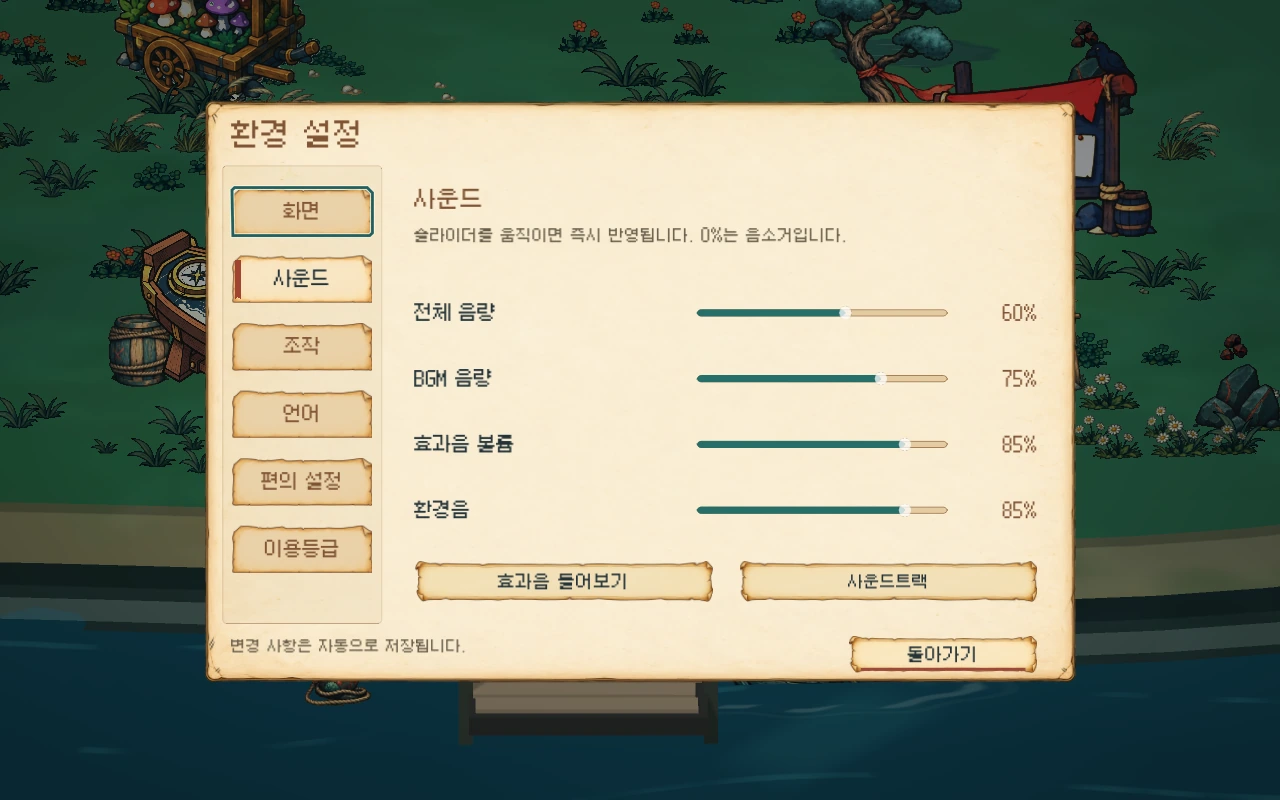 환경 설정
화면
사운드
조작
언어
편의 설정
이용등급
사운드
슬라이더를 움직이면 즉시 반영됩니다. 0%는 음소거입니다.
전체 음량 60%
BGM 음량 75%
효과음 볼륨 85%
환경음 85%
효과음 들어보기 사운드트랙
변경 사항은 자동으로 저장됩니다.
돌아가기